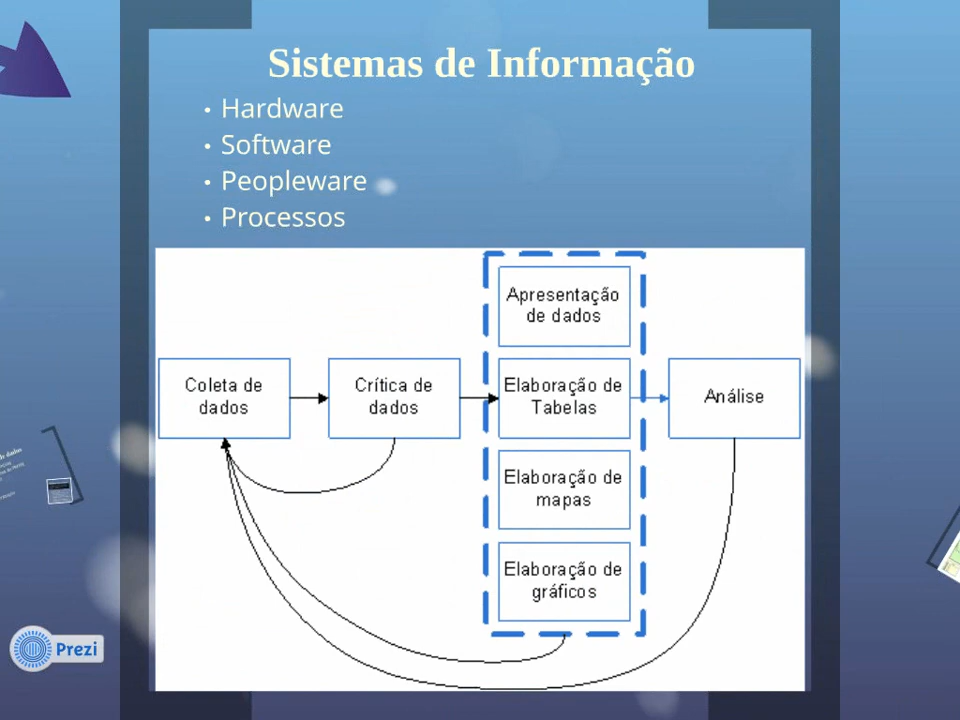 Sistemas de Informação
• Hardware
• Software
• Peopleware
• Processos
Apresentação
de dados
Coleta de
dados
Crítica de
dados
Elaboração de
Tabelas
Análise
Elaboração de
mapas
Elaboração de
gráficos
Prezi